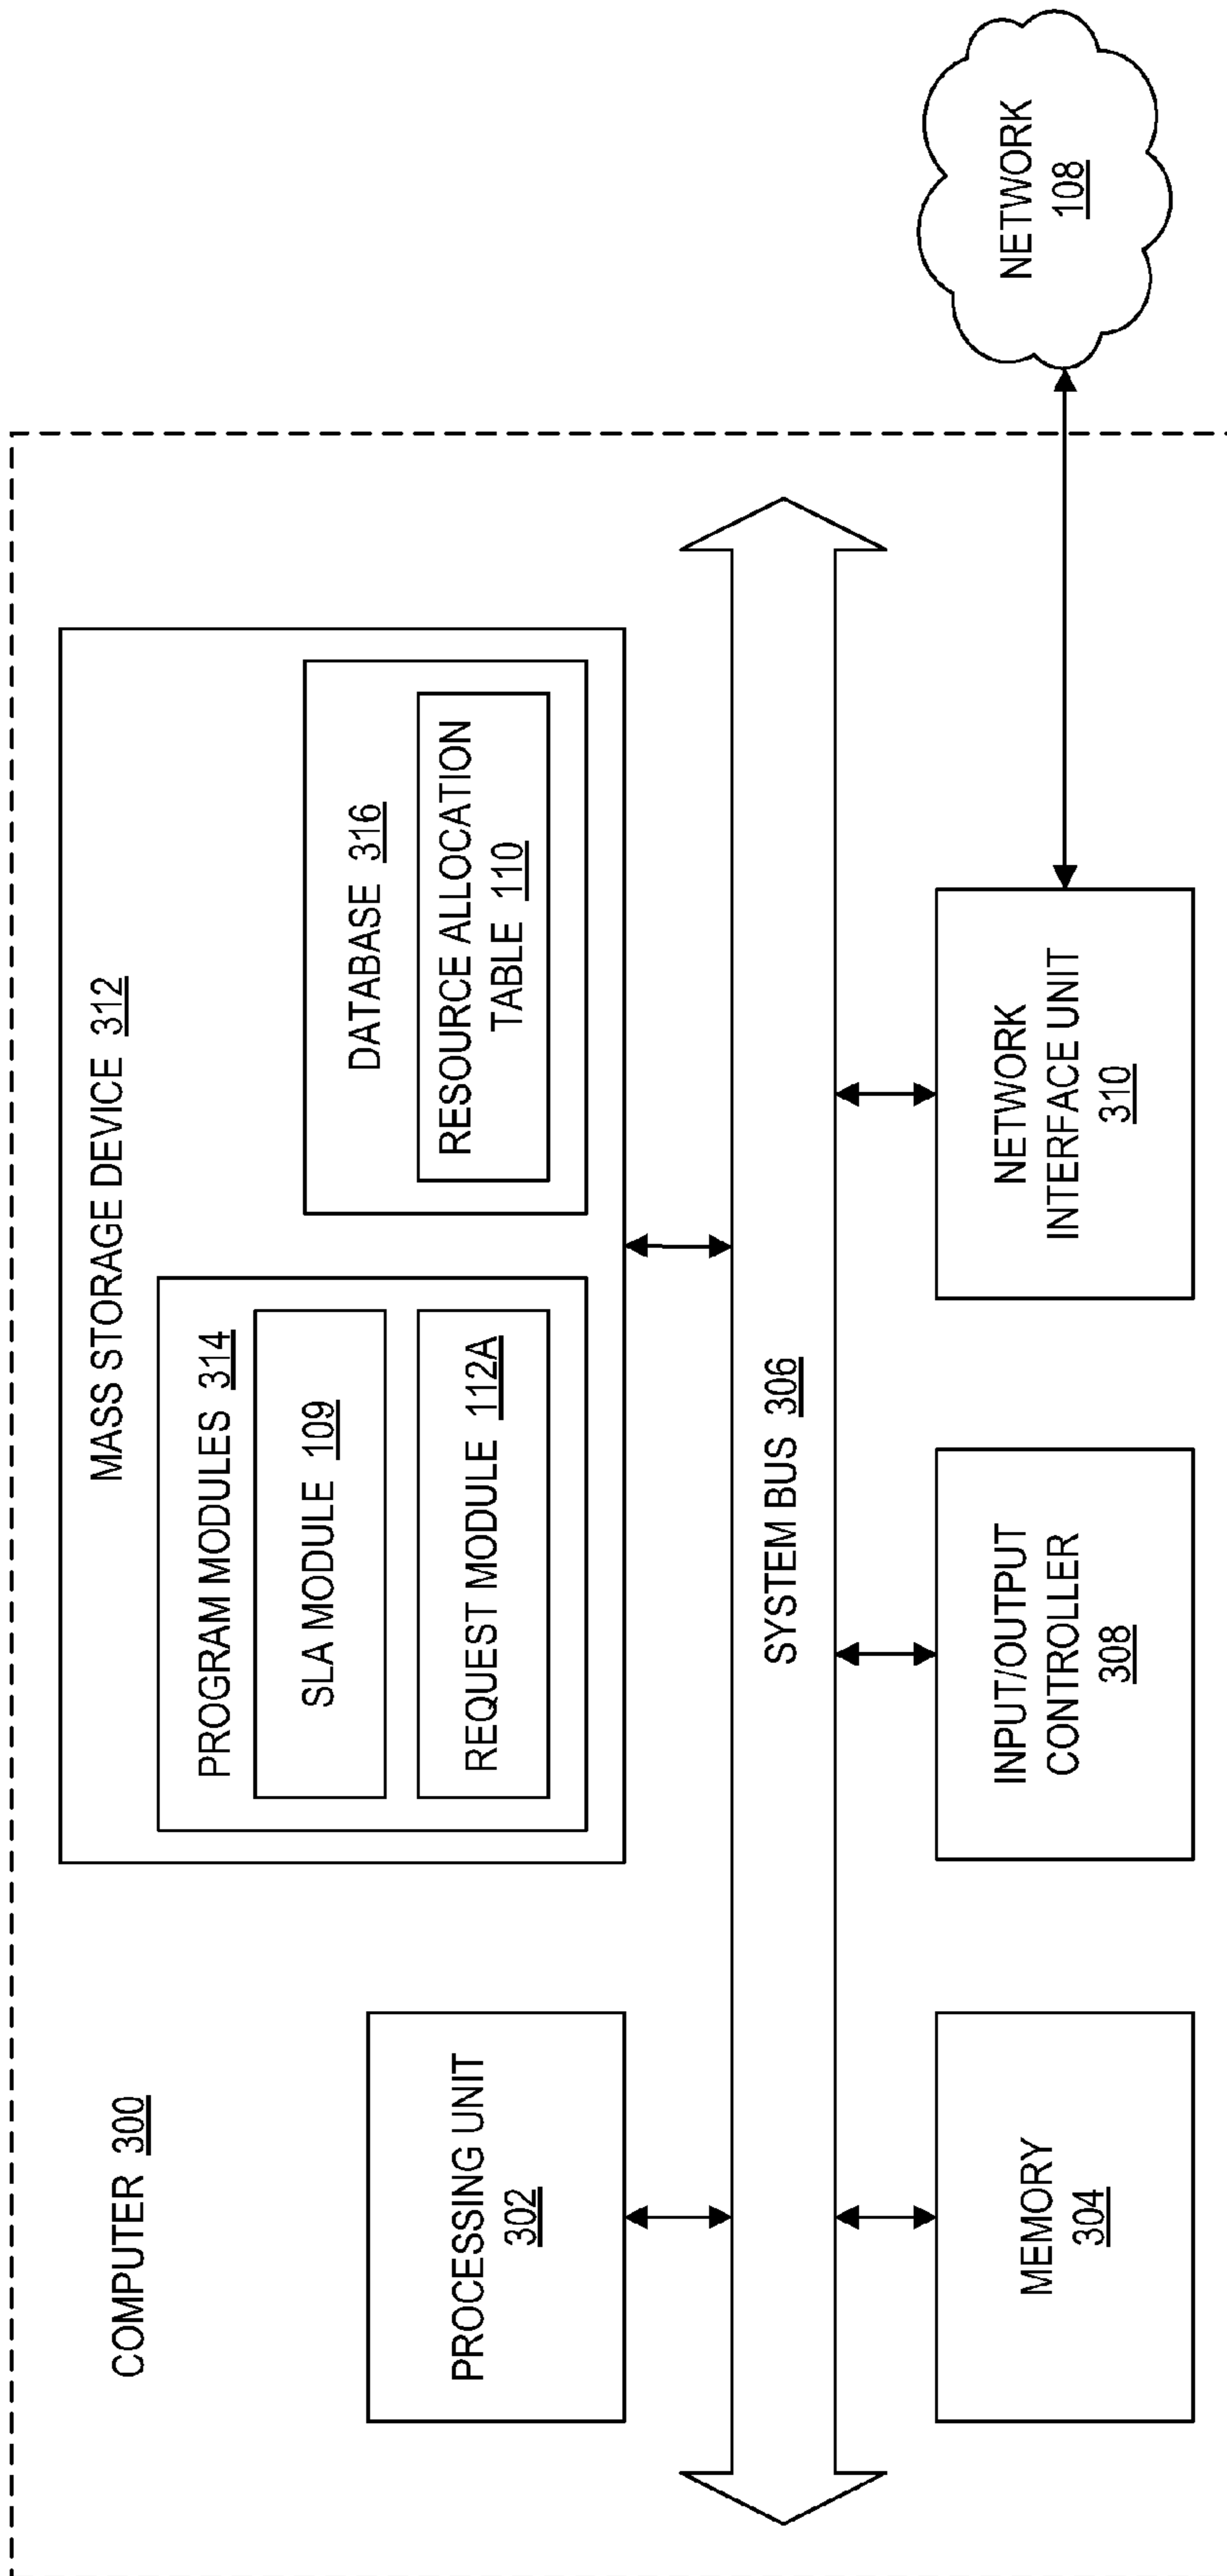 COMPUTER 300
MASS STORAGE DEVICE 312
PROGRAM MODULES 314
SLA MODULE 109
REQUEST MODULE 112A
DATABASE 316
RESOURCE ALLOCATION
TABLE 110
PROCESSING UNIT
302
SYSTEM BUS 306
MEMORY
304
INPUT/OUTPUT
CONTROLLER
308
NETWORK
INTERFACE UNIT
310
NETWORK
108